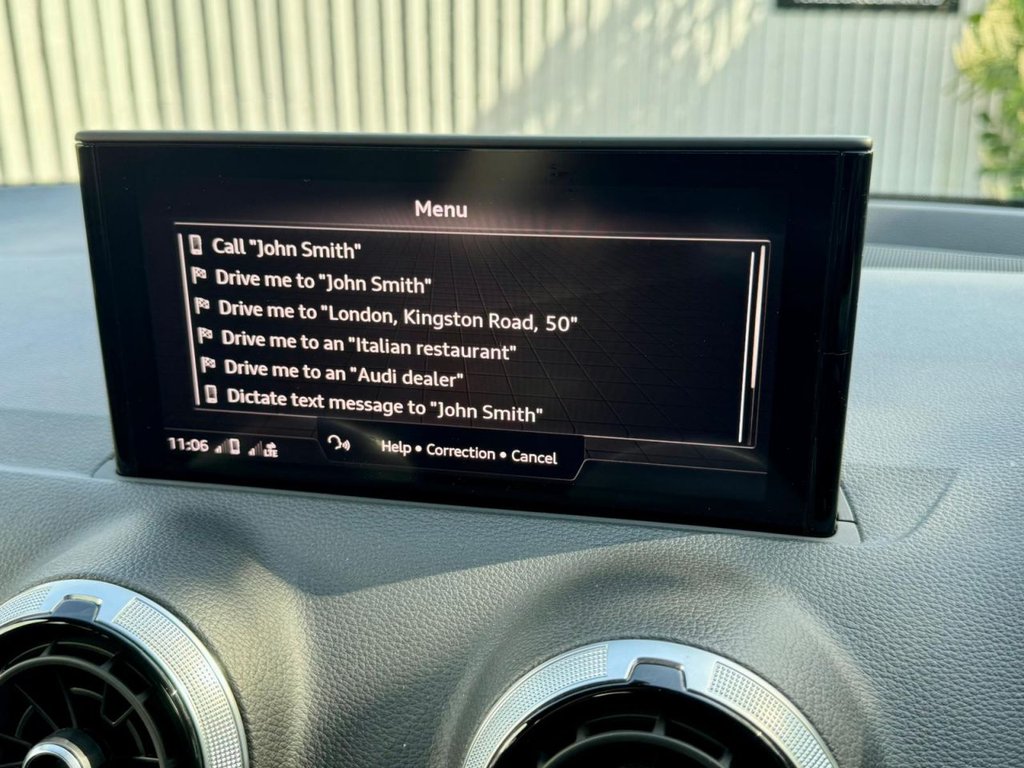 Menu
Call "John Smith"
Drive me to "John Smith"
Drive me to "London, Kingston Road, 50"
Drive me to an "Italian restaurant"
Drive me to an "Audi dealer"
Dictate text message to "John Smith"
11:06 LTE Help • Correction • Cancel